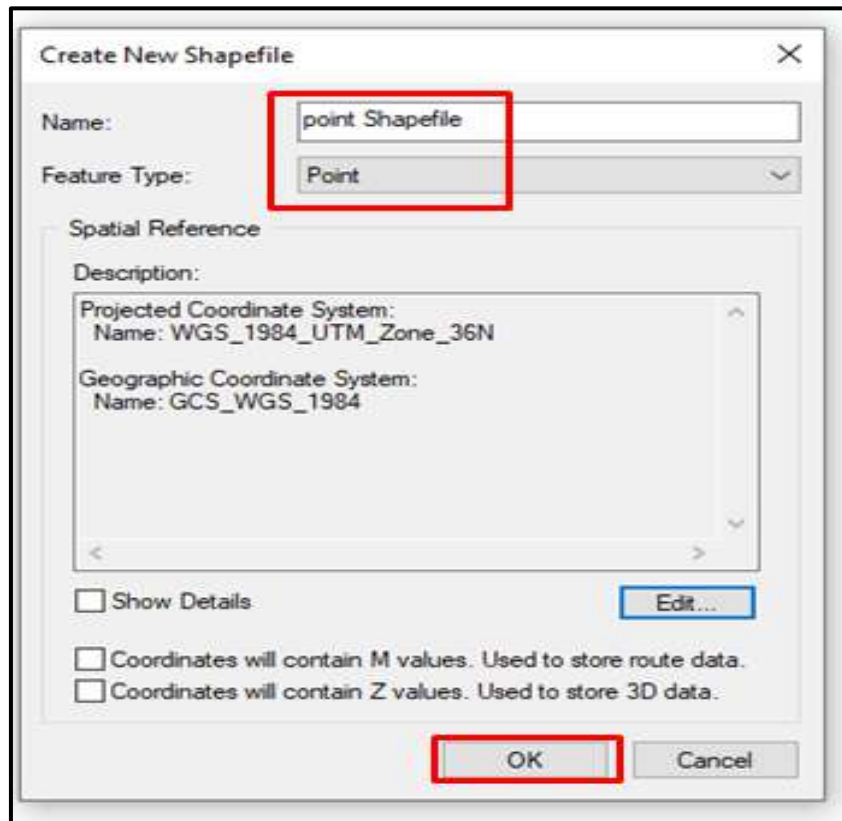 Create New Shapefile
Name: point Shapefile
Feature Type: Point
Spatial Reference
Description:
Projected Coordinate System:
Name: WGS_1984_UTM_Zone_36N
Geographic Coordinate System:
Name: GCS_WGS_1984
Show Details Edit...
Coordinates will contain M values. Used to store route data.
Coordinates will contain Z values. Used to store 3D data.
OK Cancel